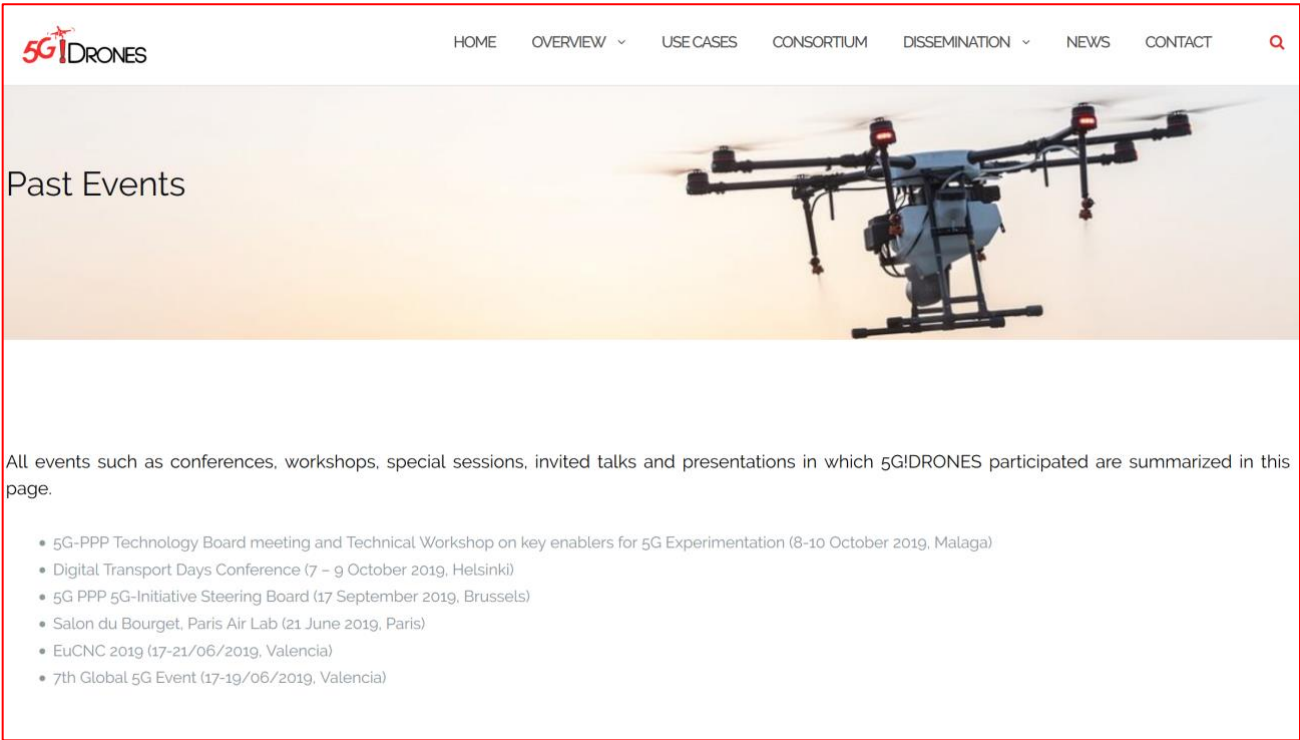 5G!DRONES
HOME OVERVIEW USE CASES CONSORTIUM DISSEMINATION NEWS CONTACT
Past Events
All events such as conferences, workshops, special sessions, invited talks and presentations in which 5G!DRONES participated are summarized in this
page.
5G-PPP Technology Board meeting and Technical Workshop on key enablers for 5G Experimentation (8-10 October 2019, Malaga)
Digital Transport Days Conference (7 – 9 October 2019, Helsinki)
5G PPP 5G-Initiative Steering Board (17 September 2019, Brussels)
Salon du Bourget, Paris Air Lab (21 June 2019, Paris)
EuCNC 2019 (17-21/06/2019, Valencia)
7th Global 5G Event (17-19/06/2019, Valencia)